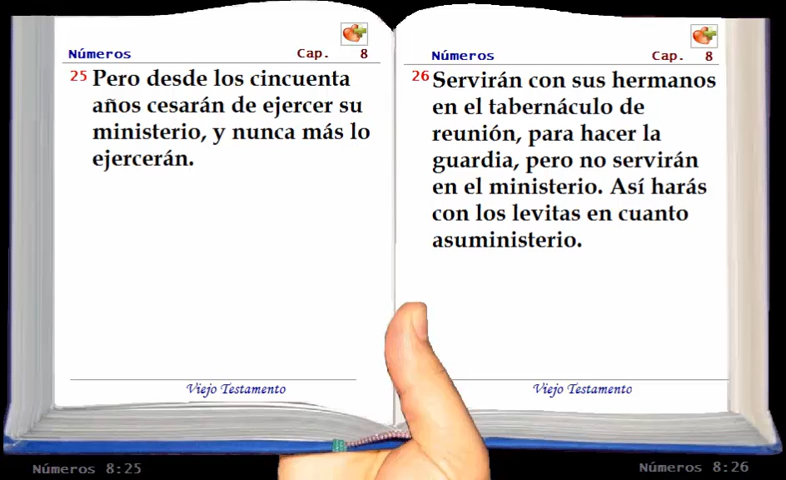 Números Cap. 8
25 Pero desde los cincuenta
años cesarán de ejercer su
ministerio, y nunca más lo
ejercerán.
Viejo Testamento
Números 8:25
Números Cap. 8
26 Servirán con sus hermanos
en el tabernáculo de
reunión, para hacer la
guardia, pero no servirán
en el ministerio. Así harás
con los levitas en cuanto
asuministerio.
Viejo Testamento
Números 8:26